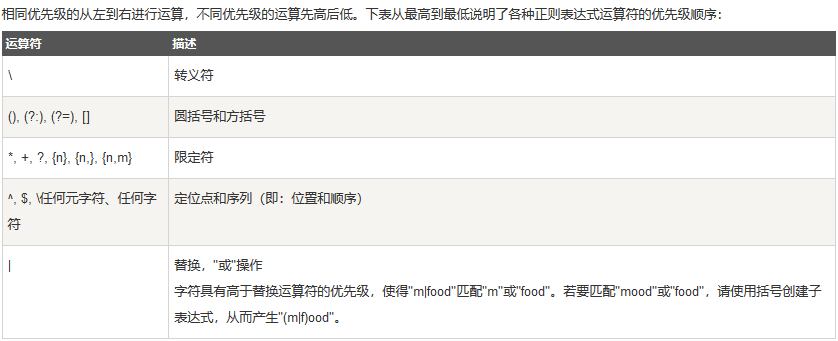 相同优先级的从左到右进行运算，不同优先级的运算先高后低。下表从最高到最低说明了各种正则表达式运算符的优先级顺序：
运算符 描述
\ 转义符
(), (?:), (?=), [] 圆括号和方括号
*, +, ?, {n}, {n,}, {n,m} 限定符
^, $, \任何元字符、任何字 定位点和序列（即：位置和顺序）
符
| 替换，"或"操作
字符具有高于替换运算符的优先级，使得"m|food"匹配"m"或"food"。若要匹配"mood"或"food"，请使用括号创建子
表达式，从而产生"(m|f)ood"。